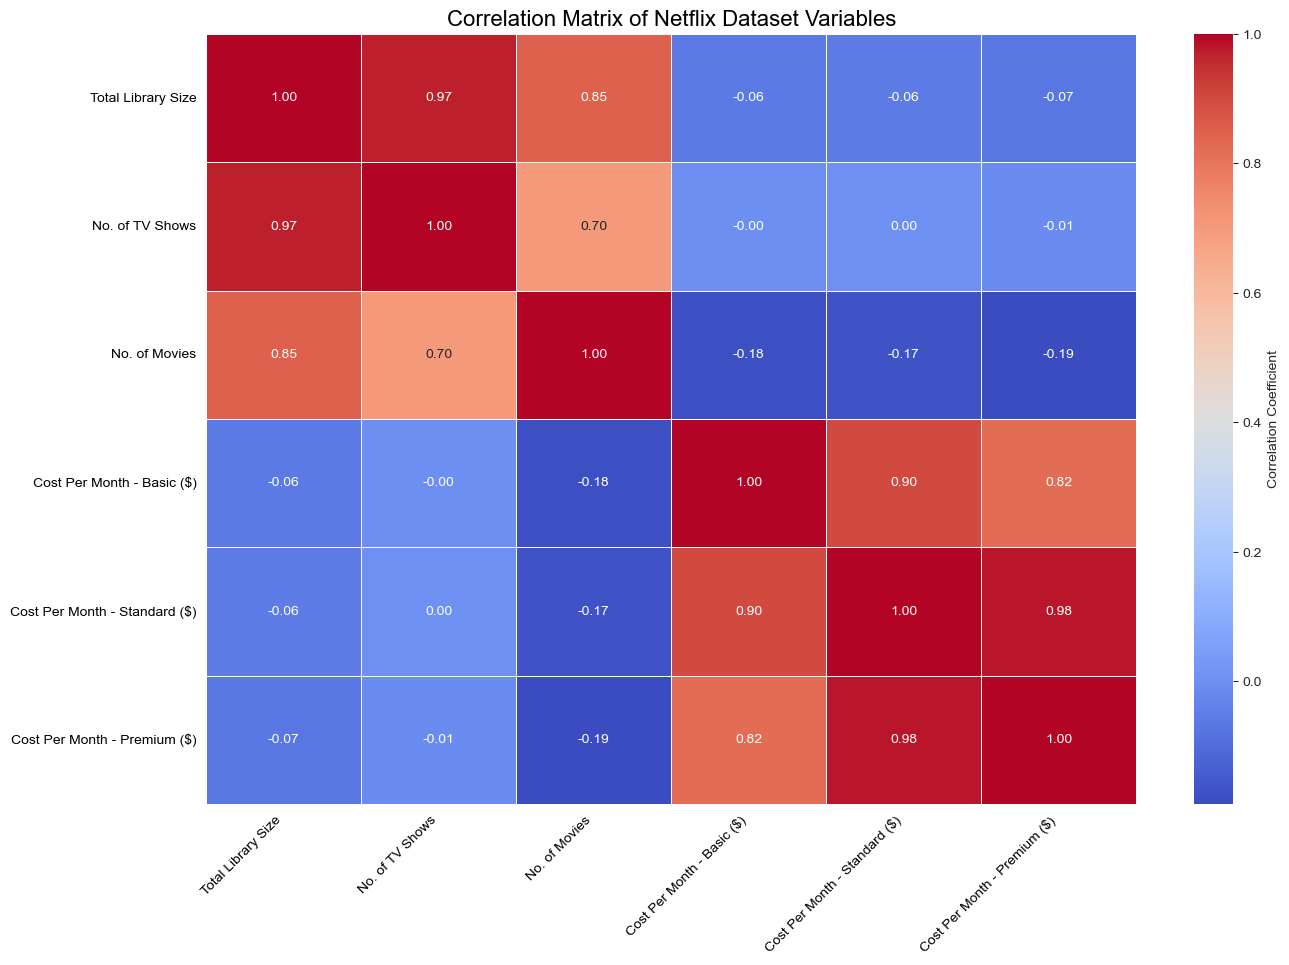 Correlation Matrix of Netflix Dataset Variables
Total Library Size 1.00 0.97 0.85 -0.06 -0.06 -0.07
No. of TV Shows 0.97 1.00 0.70 -0.00 0.00 -0.01
No. of Movies 0.85 0.70 1.00 -0.18 -0.17 -0.19
Cost Per Month - Basic ($) -0.06 -0.00 -0.18 1.00 0.90 0.82
Cost Per Month - Standard ($) -0.06 0.00 -0.17 0.90 1.00 0.98
Cost Per Month - Premium ($) -0.07 -0.01 -0.19 0.82 0.98 1.00
Total Library Size
No. of TV Shows
No. of Movies
Cost Per Month - Basic ($)
Cost Per Month - Standard ($)
Cost Per Month - Premium ($)
1.0
0.8
0.6
0.4
0.2
0.0
Correlation Coefficient